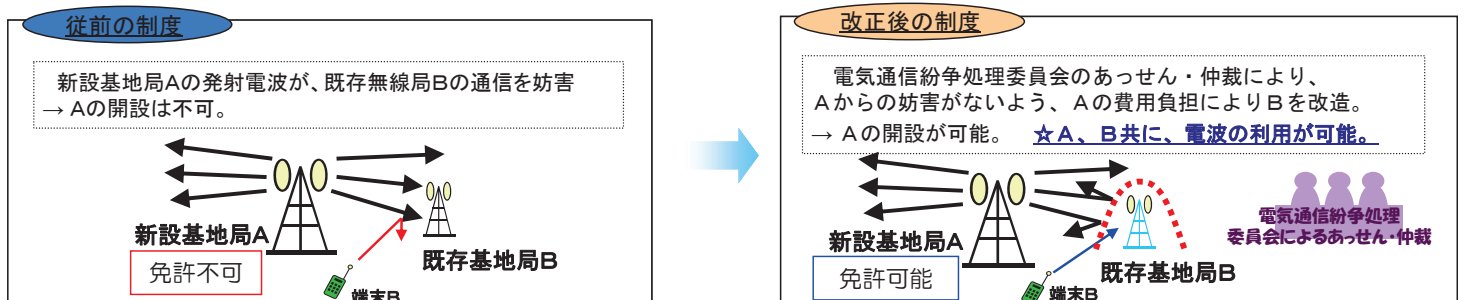 従前の制度
新設基地局Aの発射電波が、既存無線局Bの通信を妨害
→ Aの開設は不可。
新設基地局A
免許不可
既存基地局B
端末B
改正後の制度
電気通信紛争処理委員会のあっせん・仲裁により、
Aからの妨害がないよう、Aの費用負担によりBを改造。
→ Aの開設が可能。 ☆A、B共に、電波の利用が可能。
新設基地局A
免許可能
既存基地局B
端末B
電気通信紛争処理
委員会によるあっせん・仲裁